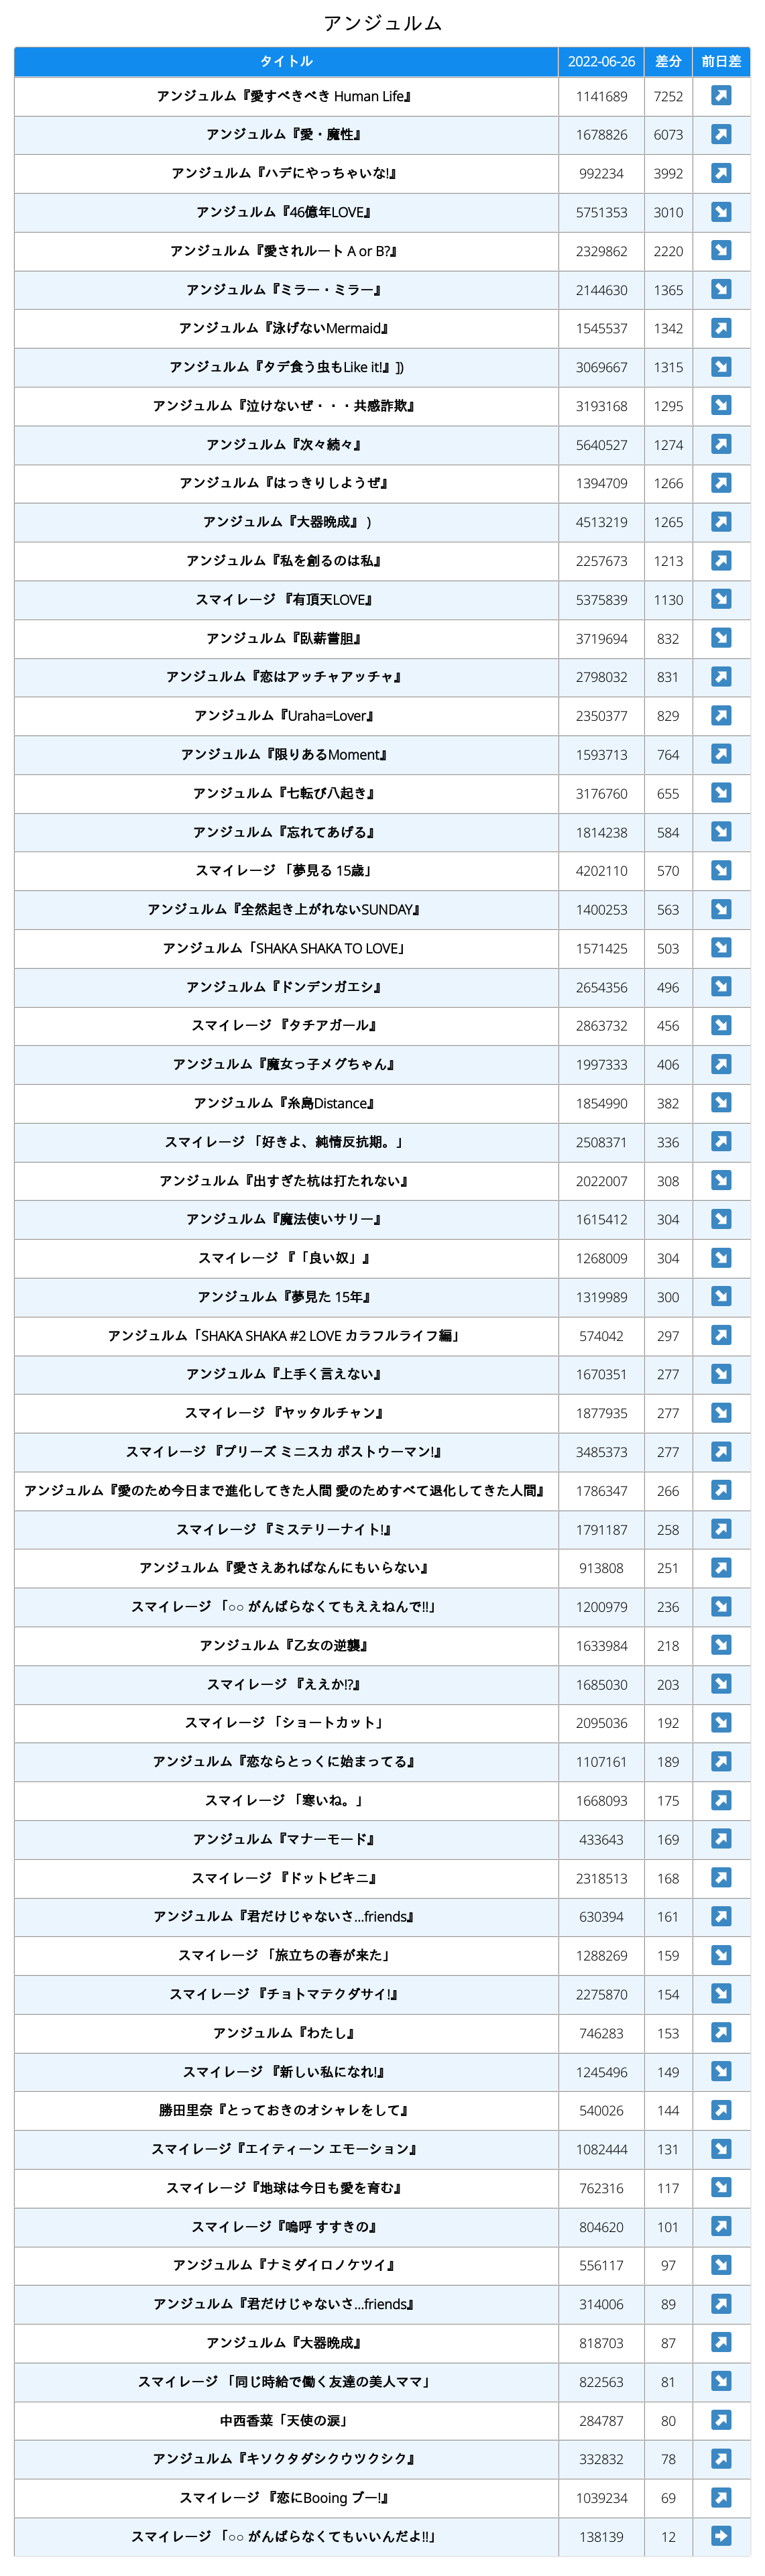 アンジュルム
タイトル 2022-06-26 差分 前日差
アンジュルム『愛すべきべき Human Life』 1141689 7252 ↗
アンジュルム『愛・魔性』 1678826 6073 ↗
アンジュルム『ハデにやっちゃいな!』 992234 3992 ↗
アンジュルム『46億年LOVE』 5751353 3010 ↘
アンジュルム『愛されルート A or B?』 2329862 2220 ↘
アンジュルム『ミラー・ミラー』 2144630 1365 ↘
アンジュルム『泳げないMermaid』 1545537 1342 ↗
アンジュルム『タデ食う虫もLike it!』]) 3069667 1315 ↘
アンジュルム『泣けないぜ・・・共感詐欺』 3193168 1295 ↘
アンジュルム『次々続々』 5640527 1274 ↗
アンジュルム『はっきりしようぜ』 1394709 1266 ↗
アンジュルム『大器晩成』 ) 4513219 1265 ↗
アンジュルム『私を創るのは私』 2257673 1213 ↗
スマイレージ 『有頂天LOVE』 5375839 1130 ↘
アンジュルム『臥薪嘗胆』 3719694 832 ↘
アンジュルム『恋はアッチャアッチャ』 2798032 831 ↗
アンジュルム『Uraha=Lover』 2350377 829 ↗
アンジュルム『限りあるMoment』 1593713 764 ↗
アンジュルム『七転び八起き』 3176760 655 ↘
アンジュルム『忘れてあげる』 1814238 584 ↘
スマイレージ 「夢見る 15歳」 4202110 570 ↘
アンジュルム『全然起き上がれないSUNDAY』 1400253 563 ↘
アンジュルム「SHAKA SHAKA TO LOVE」 1571425 503 ↘
アンジュルム『ドンデンガエシ』 2654356 496 ↘
スマイレージ 『タチアガール』 2863732 456 ↘
アンジュルム『魔女っ子メグちゃん』 1997333 406 ↗
アンジュルム『糸島Distance』 1854990 382 ↘
スマイレージ 「好きよ、純情反抗期。」 2508371 336 ↗
アンジュルム『出すぎた杭は打たれない』 2022007 308 ↘
アンジュルム『魔法使いサリー』 1615412 304 ↘
スマイレージ 『「良い奴」』 1268009 304 ↘
アンジュルム『夢見た 15年』 1319989 300 ↘
アンジュルム「SHAKA SHAKA #2 LOVE カラフルライフ編」 574042 297 ↗
アンジュルム『上手く言えない』 1670351 277 ↘
スマイレージ 『ヤッタルチャン』 1877935 277 ↘
スマイレージ 『プリーズ ミニスカ ポストウーマン!』 3485373 277 ↗
アンジュルム『愛のため今日まで進化してきた人間 愛のためすべて退化してきた人間』 1786347 266 ↗
スマイレージ 『ミステリーナイト!』 1791187 258 ↗
アンジュルム『愛さえあればなんにもいらない』 913808 251 ↗
スマイレージ 「○○ がんばらなくてもええねんで!!」 1200979 236 ↘
アンジュルム『乙女の逆襲』 1633984 218 ↘
スマイレージ 『ええか!?』 1685030 203 ↘
スマイレージ 「ショートカット」 2095036 192 ↘
アンジュルム『恋ならとっくに始まってる』 1107161 189 ↗
スマイレージ 「寒いね。」 1668093 175 ↗
アンジュルム『マナーモード』 433643 169 ↗
スマイレージ 『ドットビキニ』 2318513 168 ↗
アンジュルム『君だけじゃないさ...friends』 630394 161 ↗
スマイレージ 「旅立ちの春が来た」 1288269 159 ↘
スマイレージ 『チョトマテクダサイ!』 2275870 154 ↘
アンジュルム『わたし』 746283 153 ↗
スマイレージ 『新しい私になれ!』 1245496 149 ↘
勝田里奈『とっておきのオシャレをして』 540026 144 ↗
スマイレージ『エイティーン エモーション』 1082444 131 ↘
スマイレージ『地球は今日も愛を育む』 762316 117 ↘
スマイレージ『嗚呼 すすきの』 804620 101 ↗
アンジュルム『ナミダイロノケツイ』 556117 97 ↘
アンジュルム『君だけじゃないさ...friends』 314006 89 ↗
アンジュルム『大器晩成』 818703 87 ↗
スマイレージ 「同じ時給で働く友達の美人ママ」 822563 81 ↘
中西香菜「天使の涙」 284787 80 ↗
アンジュルム『キソクタダシクウツクシク』 332832 78 ↗
スマイレージ 『恋にBooing ブー!』 1039234 69 ↗
スマイレージ 「○○ がんばらなくてもいいんだよ!!」 138139 12 →